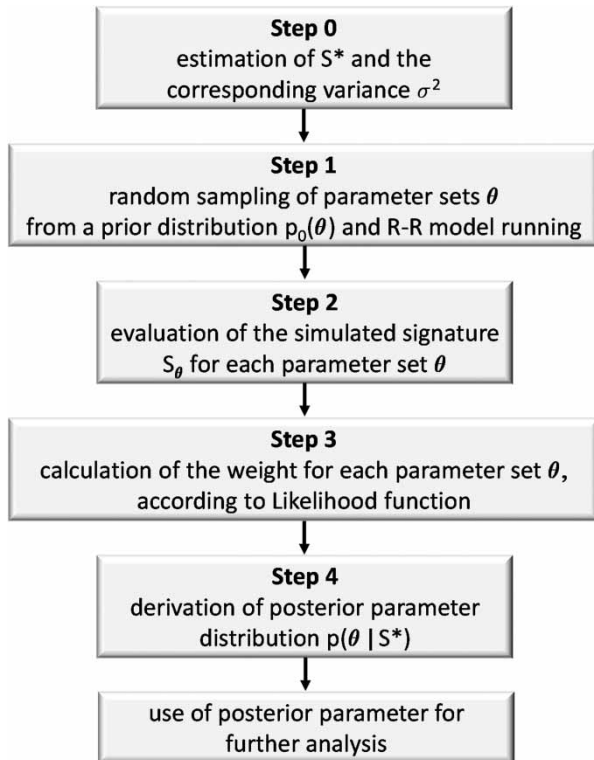 Step 0
estimation of S* and the
corresponding variance σ²
Step 1
random sampling of parameter sets θ
from a prior distribution p₀(θ) and R-R model running
Step 2
evaluation of the simulated signature
S_θ for each parameter set θ
Step 3
calculation of the weight for each parameter set θ,
according to Likelihood function
Step 4
derivation of posterior parameter
distribution p(θ | S*)
use of posterior parameter for
further analysis